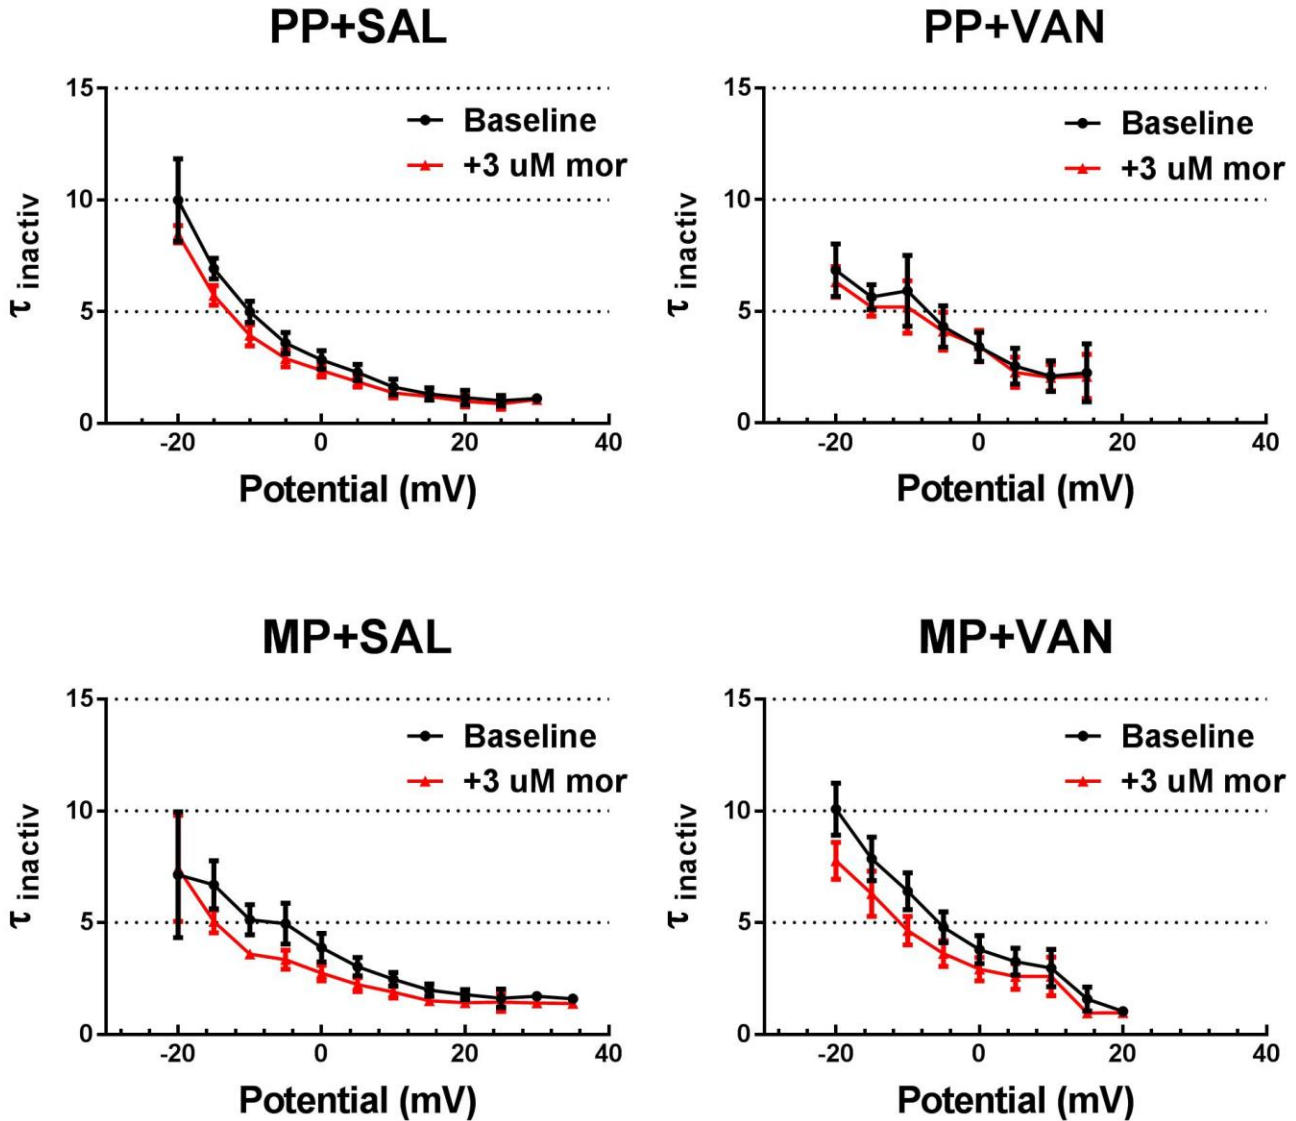 PP+SAL
15
10
5
0
τ inactiv
Baseline
+3 uM mor
-20 0 20 40
Potential (mV)
PP+VAN
15
10
5
0
τ inactiv
Baseline
+3 uM mor
-20 0 20 40
Potential (mV)
MP+SAL
15
10
5
0
τ inactiv
Baseline
+3 uM mor
-20 0 20 40
Potential (mV)
MP+VAN
15
10
5
0
τ inactiv
Baseline
+3 uM mor
-20 0 20 40
Potential (mV)